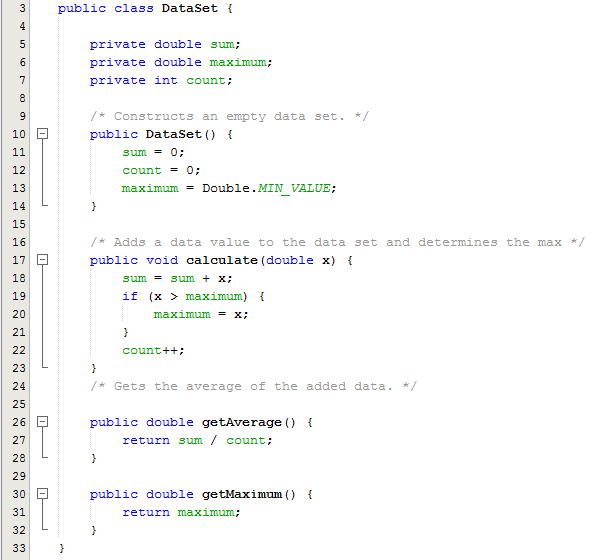 3 public class DataSet {
4
5 private double sum;
6 private double maximum;
7 private int count;
8
9 /* Constructs an empty data set. */
10 public DataSet() {
11 sum = 0;
12 count = 0;
13 maximum = Double.MIN_VALUE;
14 }
15
16 /* Adds a data value to the data set and determines the max */
17 public void calculate(double x) {
18 sum = sum + x;
19 if (x > maximum) {
20 maximum = x;
21 }
22 count++;
23 }
24 /* Gets the average of the added data. */
25
26 public double getAverage() {
27 return sum / count;
28 }
29
30 public double getMaximum() {
31 return maximum;
32 }
33 }